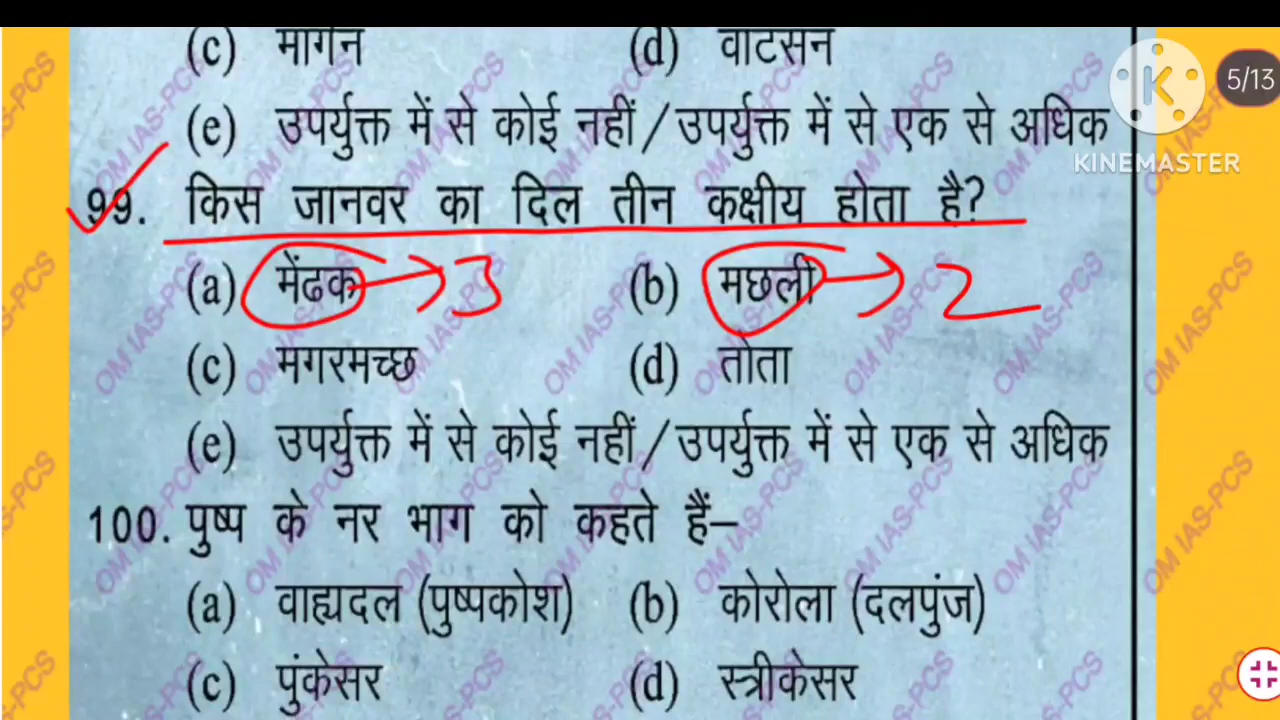 (c) मार्गन (d) वाटसन
5/13
(e) उपर्युक्त में से कोई नहीं/उपर्युक्त में से एक से अधिक
KINEMASTER
99. किस जानवर का दिल तीन कक्षीय होता है?
(a) मेंढक 3 (b) मछली 2
(c) मगरमच्छ (d) तोता
(e) उपर्युक्त में से कोई नहीं/उपर्युक्त में से एक से अधिक
100. पुष्प के नर भाग को कहते हैं–
(a) वाह्यदल (पुष्पकोश) (b) कोरोला (दलपुंज)
(c) पुंकेसर (d) स्त्रीकेसर
OM IAS-PCS